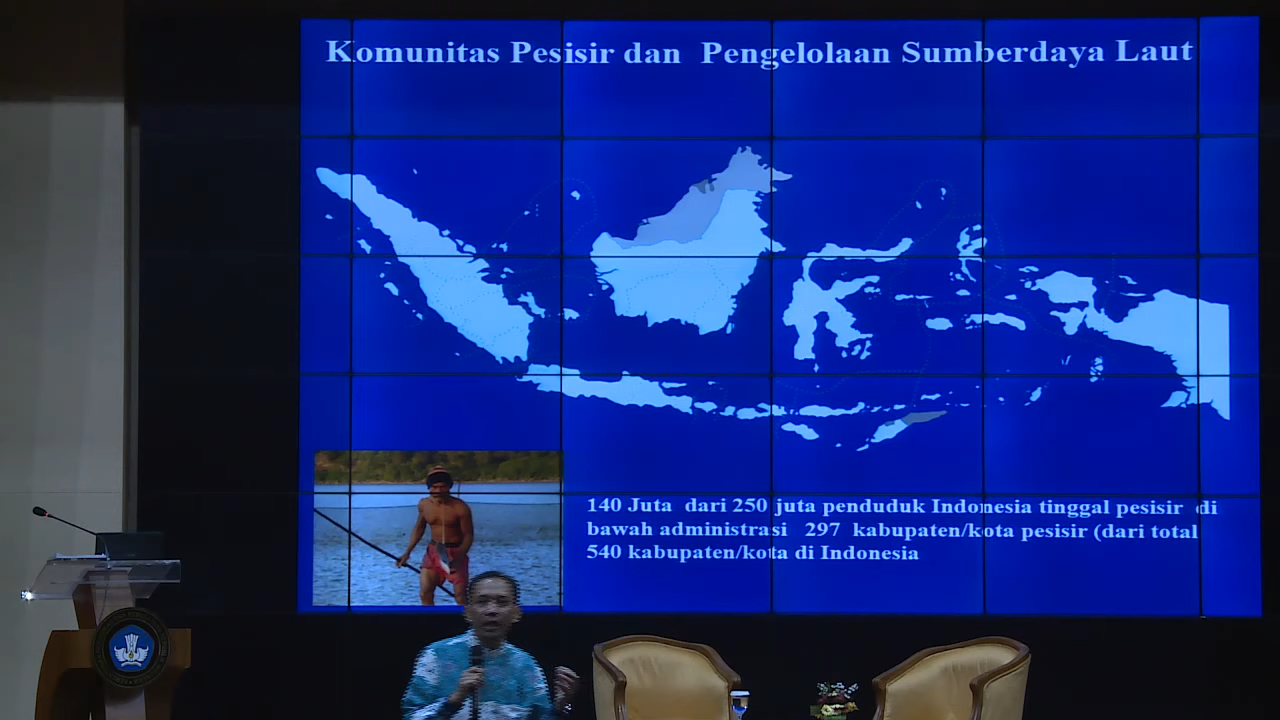 Komunitas Pesisir dan Pengelolaan Sumberdaya Laut
140 Juta dari 250 juta penduduk Indonesia tinggal pesisir di
bawah administrasi 297 kabupaten/kota pesisir (dari total
540 kabupaten/kota di Indonesia